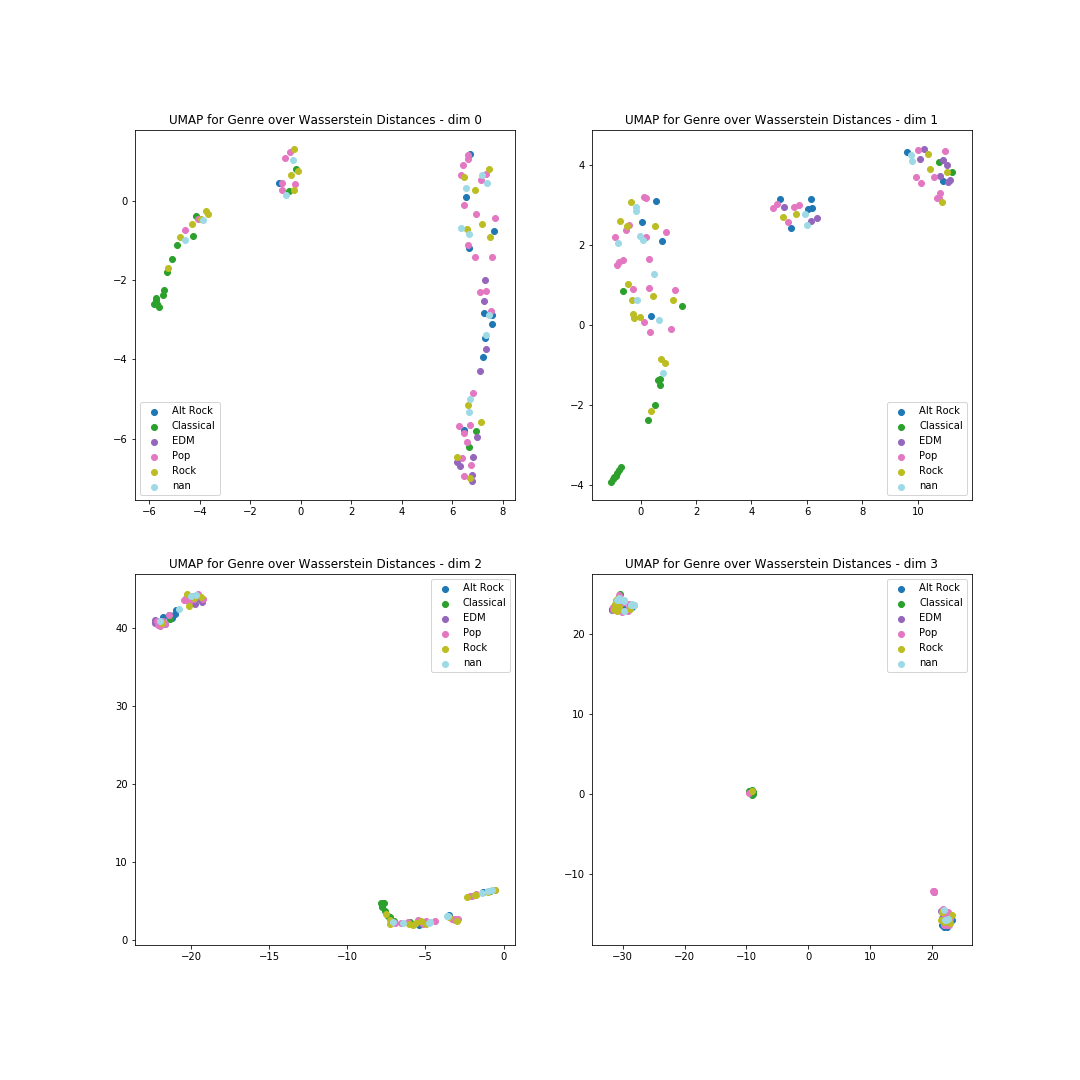 UMAP for Genre over Wasserstein Distances - dim 0
0
−2
−4
−6
Alt Rock
Classical
EDM
Pop
Rock
nan
−6 −4 −2 0 2 4 6 8
UMAP for Genre over Wasserstein Distances - dim 1
4
2
0
−2
−4
Alt Rock
Classical
EDM
Pop
Rock
nan
0 2 4 6 8 10
UMAP for Genre over Wasserstein Distances - dim 2
40
30
20
10
0
Alt Rock
Classical
EDM
Pop
Rock
nan
−20 −15 −10 −5 0
UMAP for Genre over Wasserstein Distances - dim 3
20
10
0
−10
Alt Rock
Classical
EDM
Pop
Rock
nan
−30 −20 −10 0 10 20